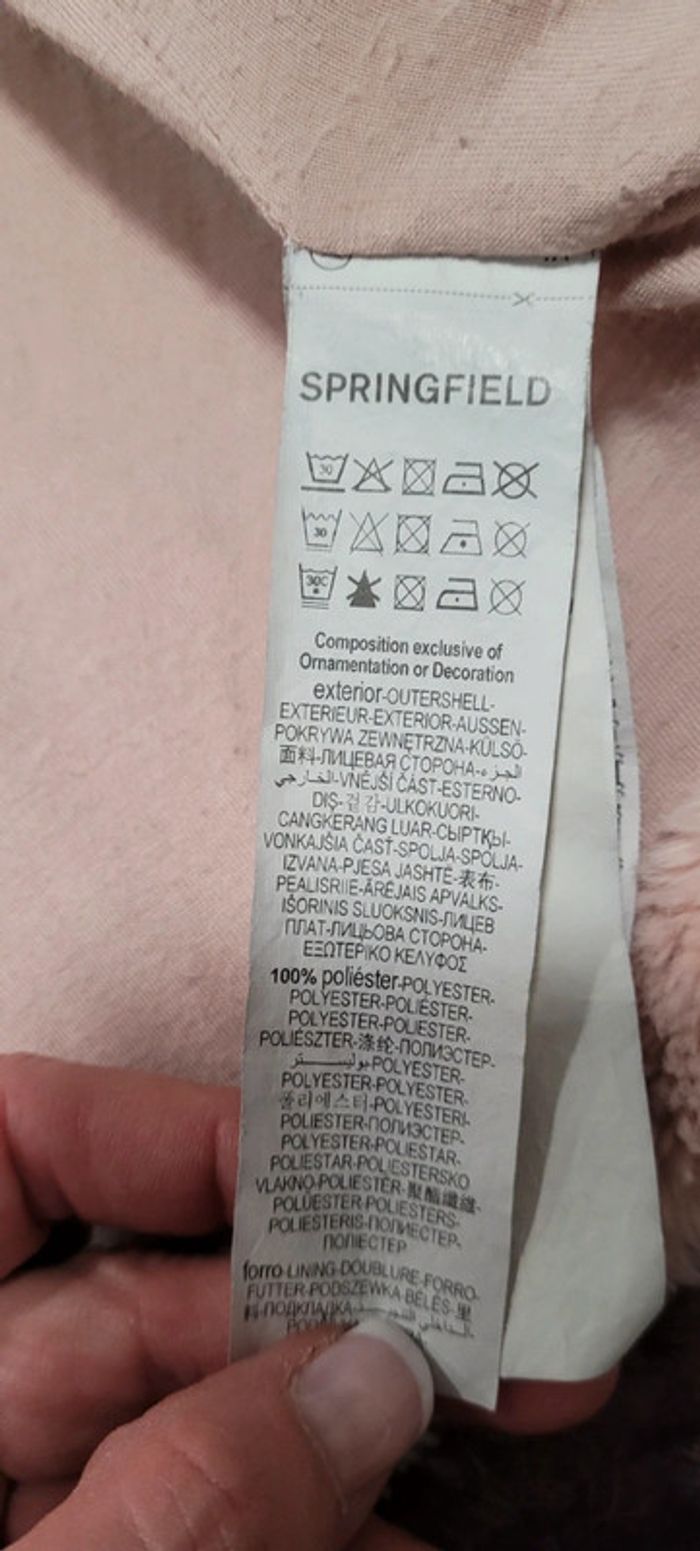 SPRINGFIELD
30
30
30C
Composition exclusive of
Ornamentation or Decoration
exterior-OUTERSHELL-
EXTERIEUR-EXTERIOR-AUSSEN-
POKRYWA ZEWNĘTRZNA-KÜLSŐ-
面料-ЛИЦЕВАЯ СТОРОНА-الجزء
الخارجي-VNĚJŠÍ ČÁST-ESTERNO-
DIŞ-겉감-ULKOKUORI-
CANGKERANG LUAR-СЫРТҚЫ-
VONKAJŠIA ČASŤ-SPOLJA-SPOLJA-
IZVANA-PJESA JASHTË-表布-
PEALISRIIE-ĀRĒJAIS APVALKS-
IŠORINIS SLUOKSNIS-ЛИЦЕВ
ПЛАТ-ЛИЦЬОВА СТОРОНА-
ΕΞΩΤΕΡΙΚΟ ΚΕΛΥΦΟΣ
100% poliéster-POLYESTER-
POLYESTER-POLIÉSTER-
POLYESTER-POLIESTER-
POLIÉSZTER-涤纶-ПОЛИЭСТЕР-
بوليستر-POLYESTER-
POLYESTER-POLYESTER-
폴리에스터-POLYESTERI-
POLIESTER-ПОЛИЭСТЕР-
POLYESTER-POLIESTAR-
POLIESTAR-POLIESTERSKO
VLAKNO-POLIESTËR-聚酯纖維-
POLÜESTER-POLIESTERS-
POLIESTERIS-ПОЛИЕСТЕР-
ΠΟΛΙΕΣΤΕΡ
forro-LINING-DOUBLURE-FORRO-
FUTTER-PODSZEWKA-BÉLÉS-里
料-ПОДКЛАДКА-